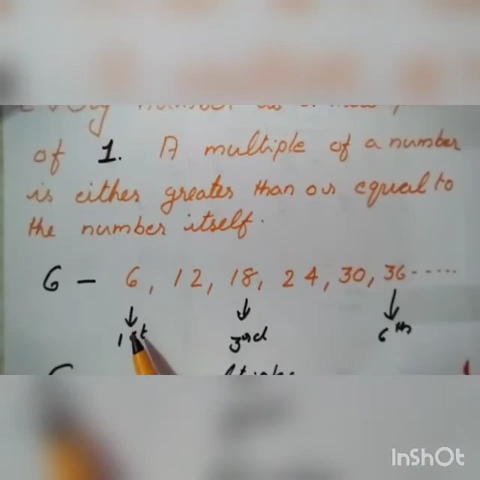 number
of 1. A multiple of a number
is either greater than or equal to
the number itself.
6 - 6, 12, 18, 24, 30, 36.....
1st 3rd 6th
InShOt